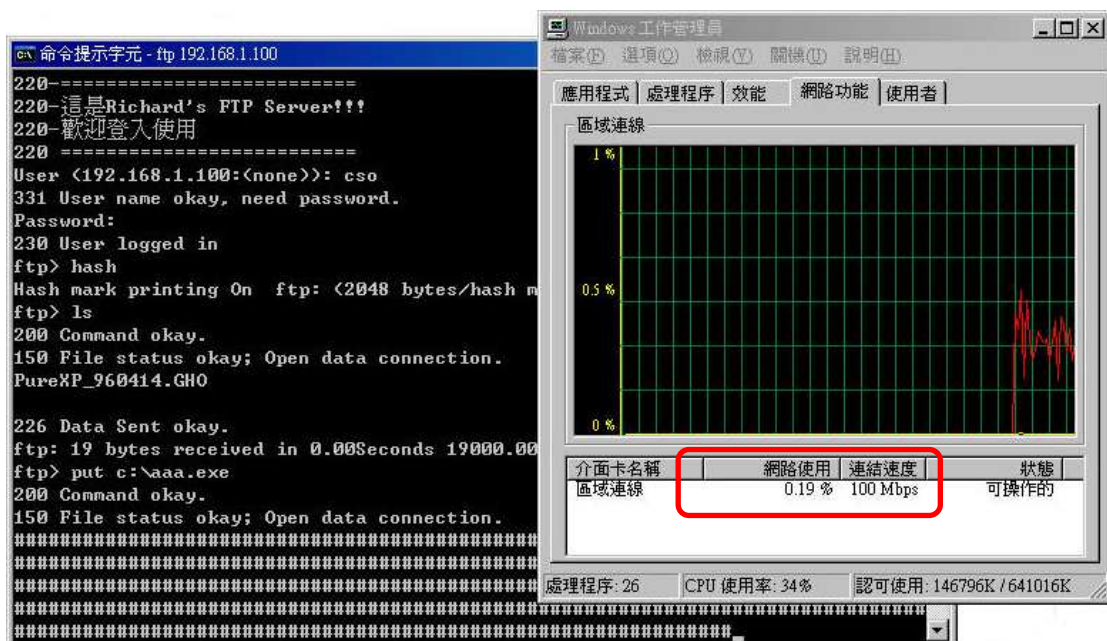 命令提示字元 - ftp 192.168.1.100
220-==========================
220-這是Richard's FTP Server!!!
220-歡迎登入使用
220 ==========================
User (192.168.1.100:(none)): cso
331 User name okay, need password.
Password:
230 User logged in
ftp> hash
Hash mark printing On  ftp: (2048 bytes/hash m
ftp> ls
200 Command okay.
150 File status okay; Open data connection.
PureXP_960414.GHO
226 Data Sent okay.
ftp: 19 bytes received in 0.00Seconds 19000.00
ftp> put c:\aaa.exe
200 Command okay.
150 File status okay; Open data connection.
Windows 工作管理員
檔案(F) 選項(O) 檢視(V) 關機(U) 說明(H)
應用程式 處理程序 效能 網路功能 使用者
區域連線
1 %
0.5 %
0 %
介面卡名稱 網路使用 連結速度 狀態
區域連線 0.19 % 100 Mbps 可操作的
處理程序: 26 CPU 使用率: 34% 認可使用: 146796K / 641016K